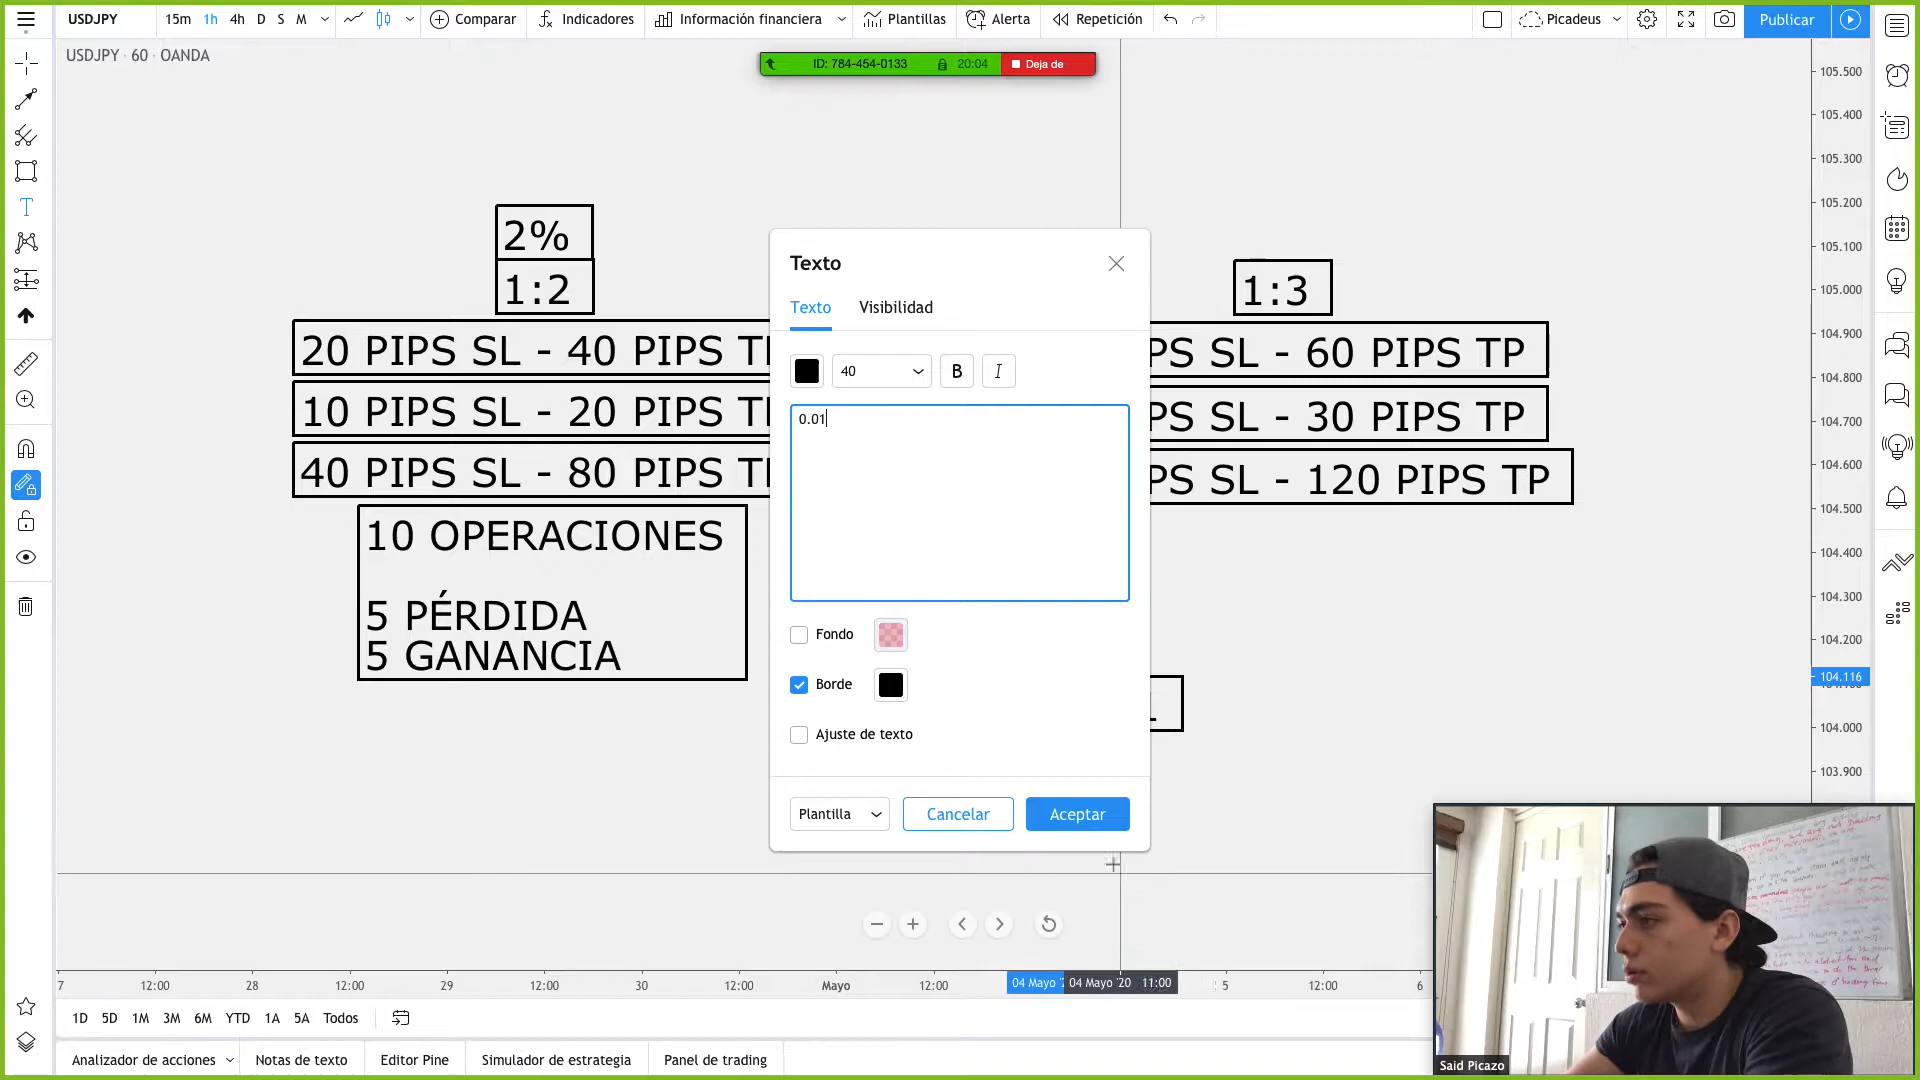 USDJPY 15m 1h 4h D S M Comparar Indicadores Información financiera Plantillas Alerta Repetición Picadeus Publicar
USDJPY · 60 · OANDA
ID: 784-454-0133 20:04 Deja de
2%
1:2
20 PIPS SL - 40 PIPS T
10 PIPS SL - 20 PIPS T
40 PIPS SL - 80 PIPS T
10 OPERACIONES
5 PÉRDIDA
5 GANANCIA
Texto
Texto Visibilidad
40 B I
0.01
Fondo
Borde
Ajuste de texto
Plantilla Cancelar Aceptar
1:3
PS SL - 60 PIPS TP
PS SL - 30 PIPS TP
PS SL - 120 PIPS TP
105.500
105.400
105.300
105.200
105.100
105.000
104.900
104.800
104.700
104.600
104.500
104.400
104.300
104.200
104.116
104.000
103.900
7 12:00 28 12:00 29 12:00 30 12:00 Mayo 12:00 04 Mayo 04 Mayo '20 11:00 5 12:00 6
1D 5D 1M 3M 6M YTD 1A 5A Todos
Analizador de acciones Notas de texto Editor Pine Simulador de estrategia Panel de trading
Said Picazo